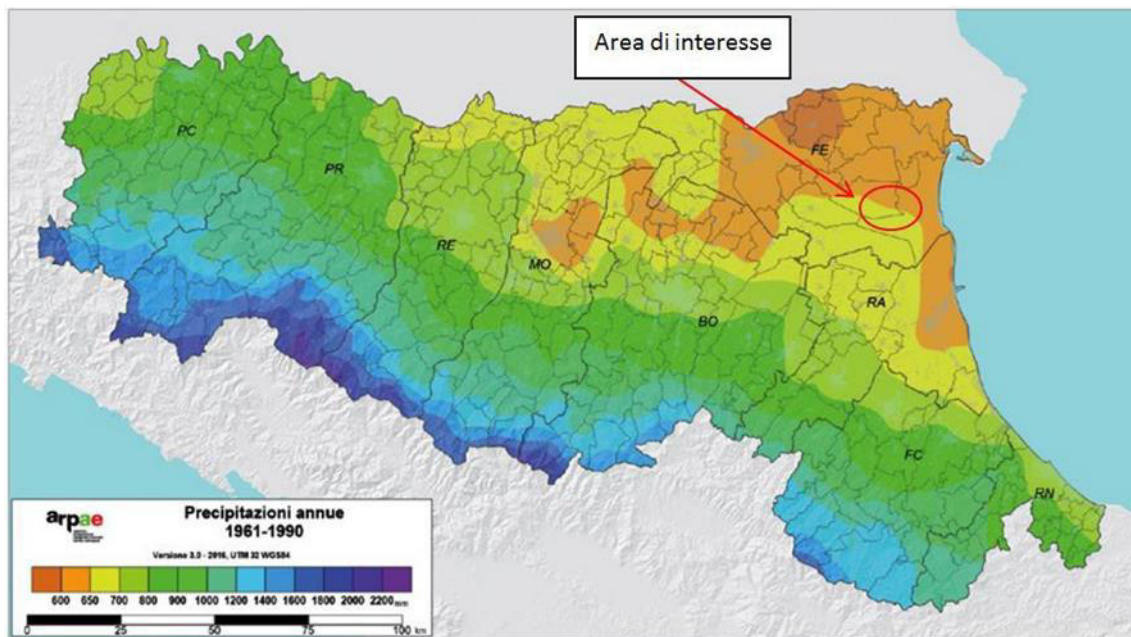 Area di interesse
PC
PR
RE
MO
BO
FE
RA
FC
RN
arpae
Precipitazioni annue
1961-1990
Versione 3.0 - 2016, UTM 32 WGS84
600 650 700 800 900 1000 1200 1400 1600 1800 2000 2200 mm
0 25 50 75 100 km